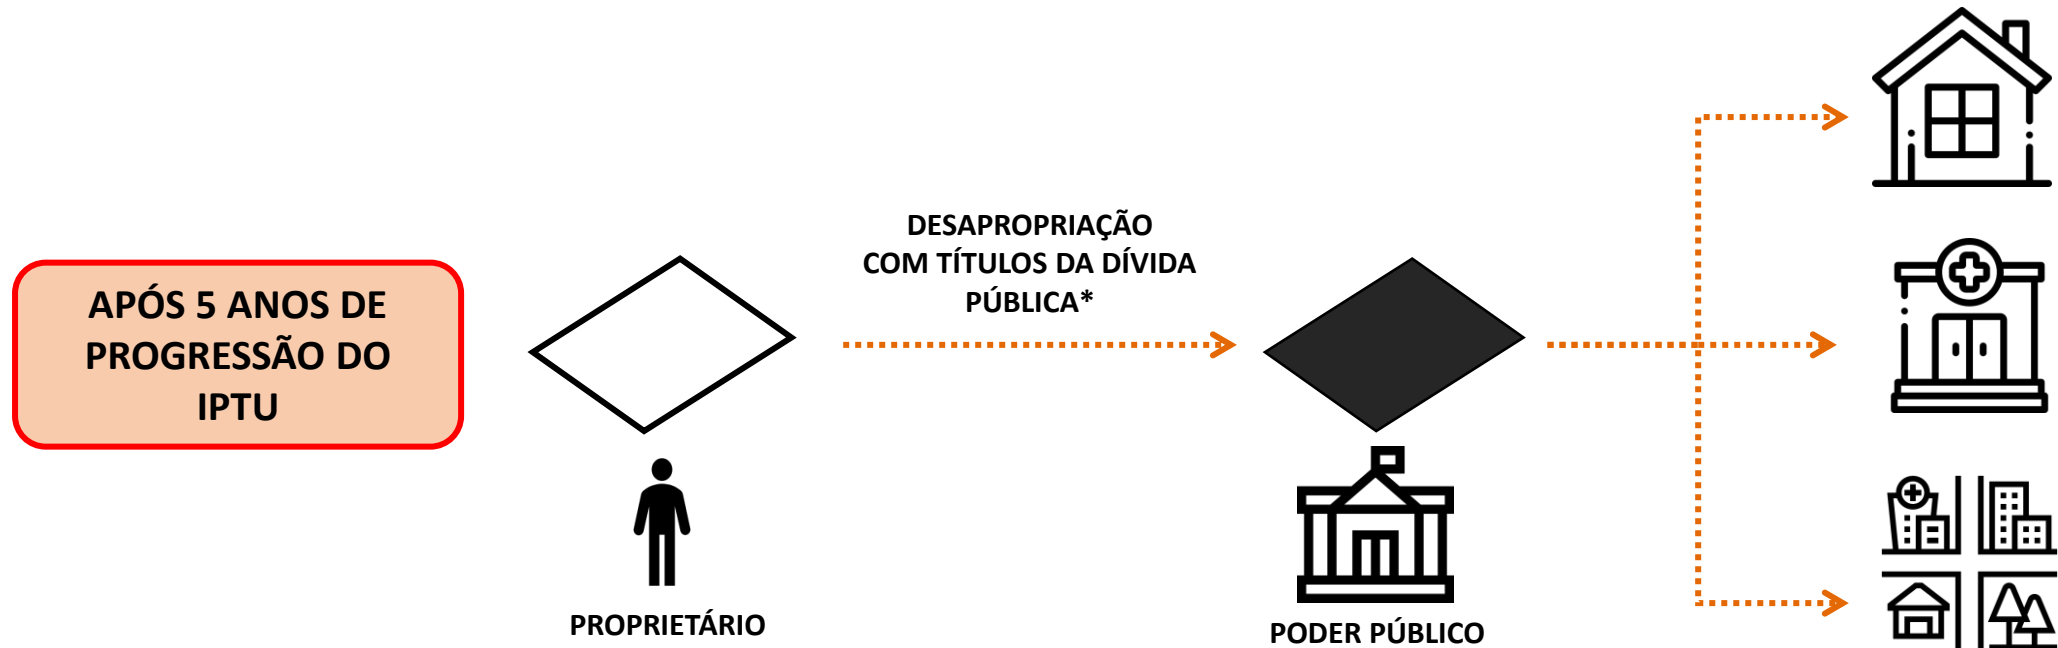 APÓS 5 ANOS DE
PROGRESSÃO DO
IPTU
DESAPROPRIAÇÃO
COM TÍTULOS DA DÍVIDA
PÚBLICA*
PROPRIETÁRIO
PODER PÚBLICO